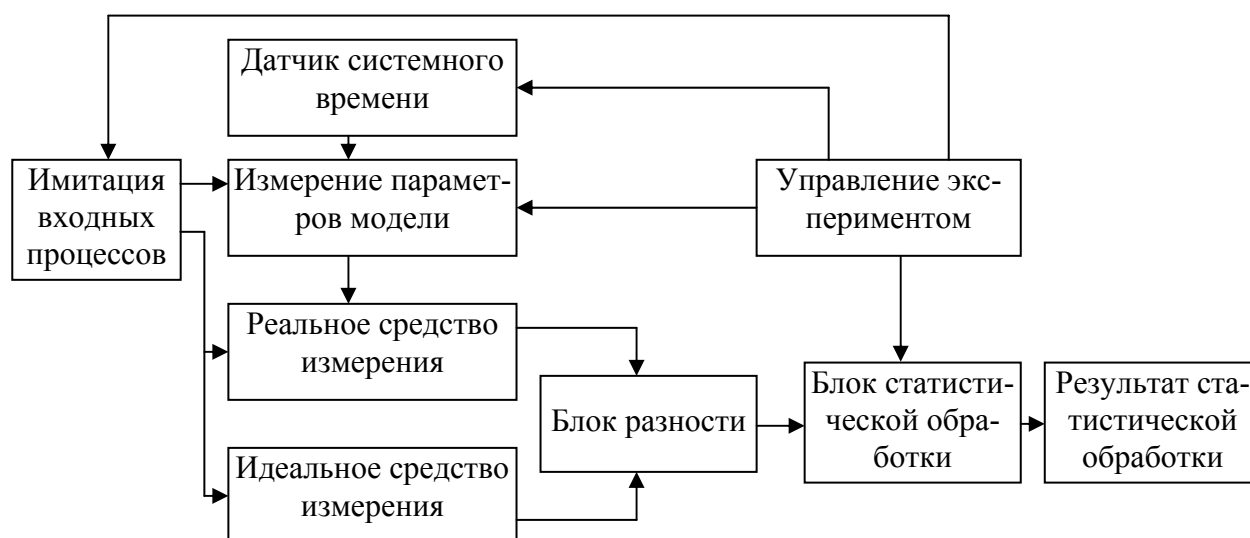 Датчик системного
времени
Имитация
входных
процессов
Измерение парамет-
ров модели
Управление экс-
периментом
Реальное средство
измерения
Блок разности
Блок статисти-
ческой обра-
ботки
Результат ста-
тистической
обработки
Идеальное средство
измерения